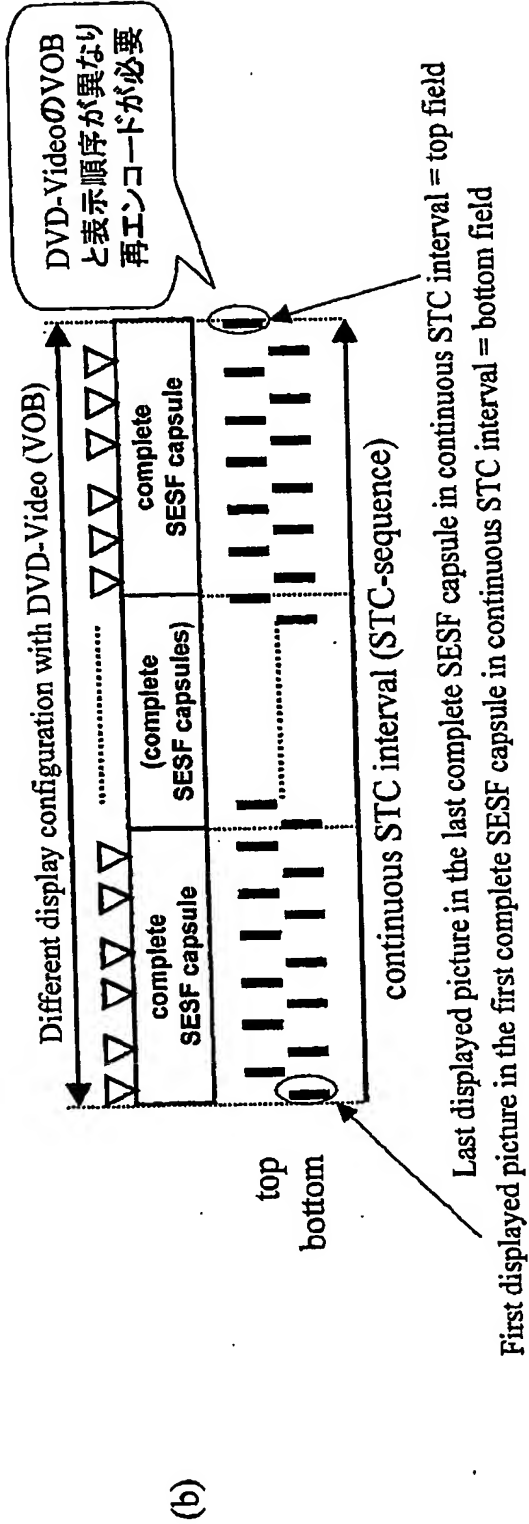 (b)
DVD-VideoのVOB
と表示順序が異なり
再エンコードが必要
Different display configuration with DVD-Video (VOB)
complete
SESF capsule
(complete
SESF capsules)
complete
SESF capsule
top
bottom
continuous STC interval (STC-sequence)
Last displayed picture in the last complete SESF capsule in continuous STC interval = top field
First displayed picture in the first complete SESF capsule in continuous STC interval = bottom field